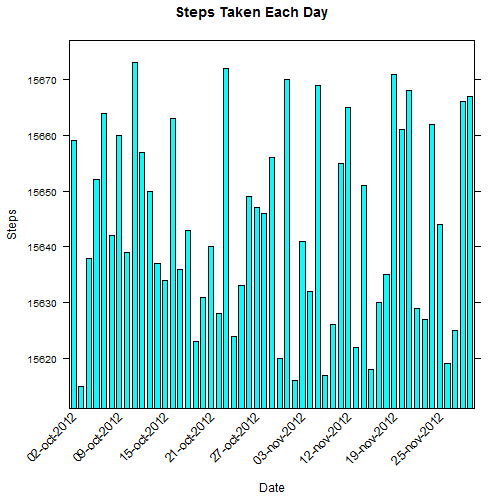 Steps Taken Each Day
Steps
15670
15660
15650
15640
15630
15620
02-oct-2012
09-oct-2012
15-oct-2012
21-oct-2012
27-oct-2012
03-nov-2012
12-nov-2012
19-nov-2012
25-nov-2012
Date